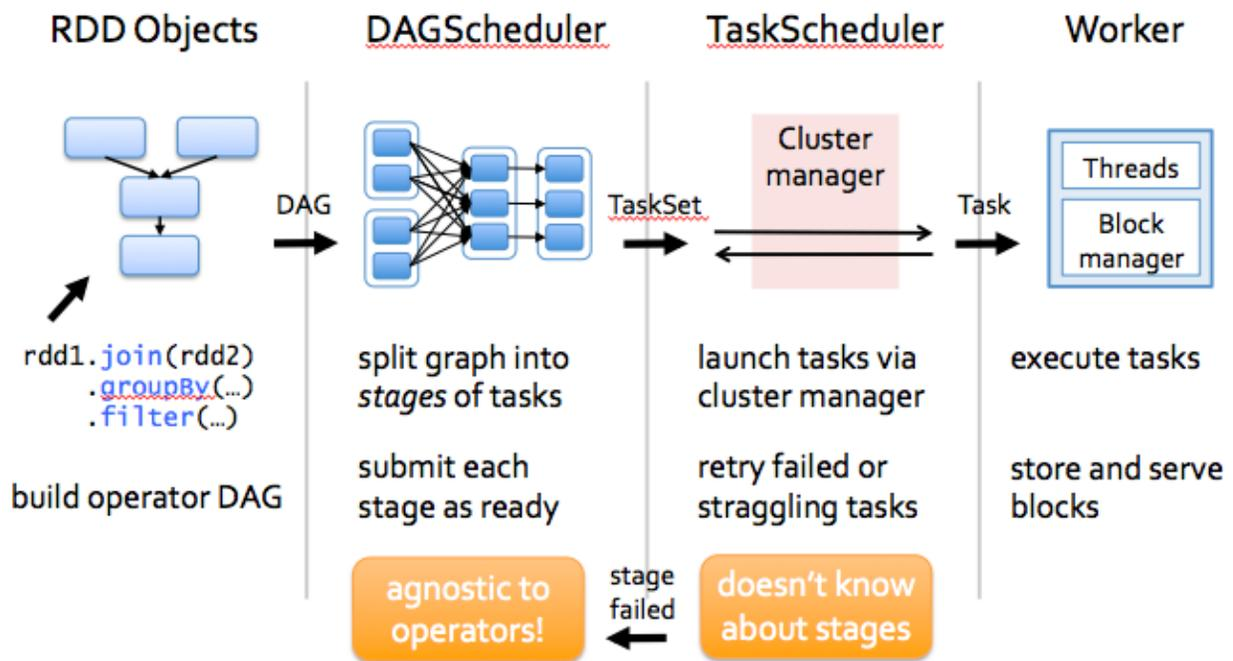 RDD Objects
DAGScheduler
TaskScheduler
Worker
DAG
TaskSet
Cluster
manager
Task
Threads
Block
manager
rdd1.join(rdd2)
.groupBy(…)
.filter(…)
build operator DAG
split graph into
stages of tasks
submit each
stage as ready
agnostic to
operators!
launch tasks via
cluster manager
retry failed or
straggling tasks
stage
failed
doesn't know
about stages
execute tasks
store and serve
blocks